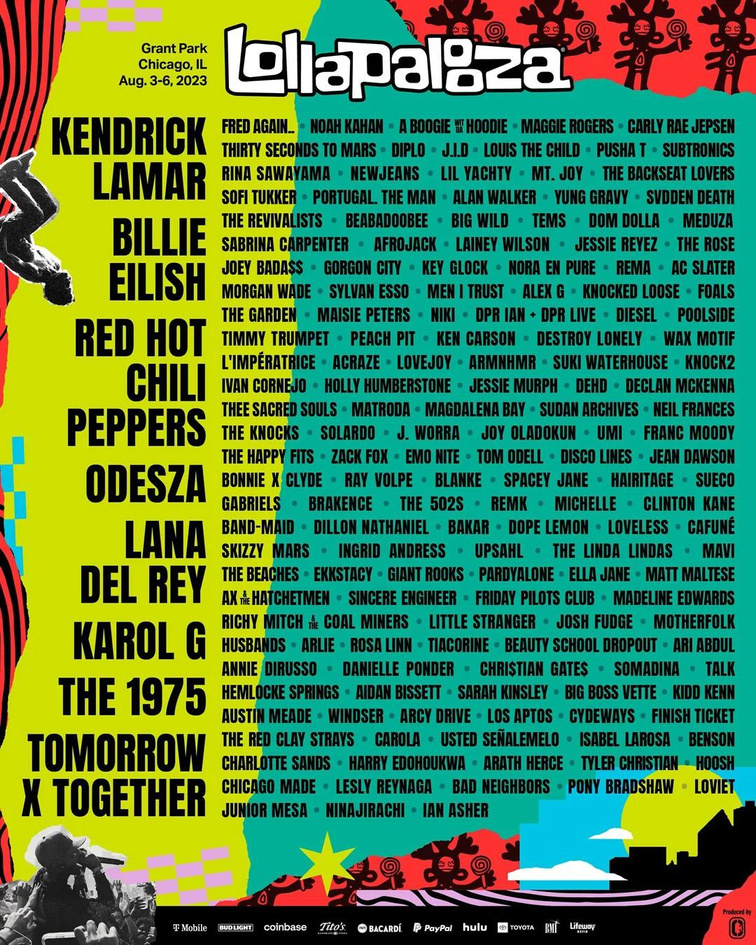 Grant Park
Chicago, IL
Aug. 3-6, 2023
Lollapalooza
KENDRICK
LAMAR
BILLIE
EILISH
RED HOT
CHILI
PEPPERS
ODESZA
LANA
DEL REY
KAROL G
THE 1975
TOMORROW
X TOGETHER
FRED AGAIN.. • NOAH KAHAN • A BOOGIE WIT DA HOODIE • MAGGIE ROGERS • CARLY RAE JEPSEN
THIRTY SECONDS TO MARS • DIPLO • J.I.D • LOUIS THE CHILD • PUSHA T • SUBTRONICS
RINA SAWAYAMA • NEWJEANS • LIL YACHTY • MT. JOY • THE BACKSEAT LOVERS
SOFI TUKKER • PORTUGAL. THE MAN • ALAN WALKER • YUNG GRAVY • SVDDEN DEATH
THE REVIVALISTS • BEABADOOBEE • BIG WILD • TEMS • DOM DOLLA • MEDUZA
SABRINA CARPENTER • AFROJACK • LAINEY WILSON • JESSIE REYEZ • THE ROSE
JOEY BADA$$ • GORGON CITY • KEY GLOCK • NORA EN PURE • REMA • AC SLATER
MORGAN WADE • SYLVAN ESSO • MEN I TRUST • ALEX G • KNOCKED LOOSE • FOALS
THE GARDEN • MAISIE PETERS • NIKI • DPR IAN + DPR LIVE • DIESEL • POOLSIDE
TIMMY TRUMPET • PEACH PIT • KEN CARSON • DESTROY LONELY • WAX MOTIF
L'IMPÉRATRICE • ACRAZE • LOVEJOY • ARMNHMR • SUKI WATERHOUSE • KNOCK2
IVAN CORNEJO • HOLLY HUMBERSTONE • JESSIE MURPH • DEHD • DECLAN MCKENNA
THEE SACRED SOULS • MATRODA • MAGDALENA BAY • SUDAN ARCHIVES • NEIL FRANCES
THE KNOCKS • SOLARDO • J. WORRA • JOY OLADOKUN • UMI • FRANC MOODY
THE HAPPY FITS • ZACK FOX • EMO NITE • TOM ODELL • DISCO LINES • JEAN DAWSON
BONNIE X CLYDE • RAY VOLPE • BLANKE • SPACEY JANE • HAIRITAGE • SUECO
GABRIELS • BRAKENCE • THE 502S • REMK • MICHELLE • CLINTON KANE
BAND-MAID • DILLON NATHANIEL • BAKAR • DOPE LEMON • LOVELESS • CAFUNÉ
SKIZZY MARS • INGRID ANDRESS • UPSAHL • THE LINDA LINDAS • MAVI
THE BEACHES • EKKSTACY • GIANT ROOKS • PARDYALONE • ELLA JANE • MATT MALTESE
AX & THE HATCHETMEN • SINCERE ENGINEER • FRIDAY PILOTS CLUB • MADELINE EDWARDS
RICHY MITCH & THE COAL MINERS • LITTLE STRANGER • JOSH FUDGE • MOTHERFOLK
HUSBANDS • ARLIE • ROSA LINN • TIACORINE • BEAUTY SCHOOL DROPOUT • ARI ABDUL
ANNIE DIRUSSO • DANIELLE PONDER • CHRI$TIAN GATE$ • SOMADINA • TALK
HEMLOCKE SPRINGS • AIDAN BISSETT • SARAH KINSLEY • BIG BOSS VETTE • KIDD KENN
AUSTIN MEADE • WINDSER • ARCY DRIVE • LOS APTOS • CYDEWAYS • FINISH TICKET
THE RED CLAY STRAYS • CAROLA • USTED SEÑALEMELO • ISABEL LAROSA • BENSON
CHARLOTTE SANDS • HARRY EDOHOUKWA • ARATH HERCE • TYLER CHRISTIAN • HOOSH
CHICAGO MADE • LESLY REYNAGA • BAD NEIGHBORS • PONY BRADSHAW • LOVIET
JUNIOR MESA • NINAJIRACHI • IAN ASHER
T Mobile BUD LIGHT coinbase Tito's BACARDÍ PayPal hulu TOYOTA BMI Lifeway KEFIR
Produced by